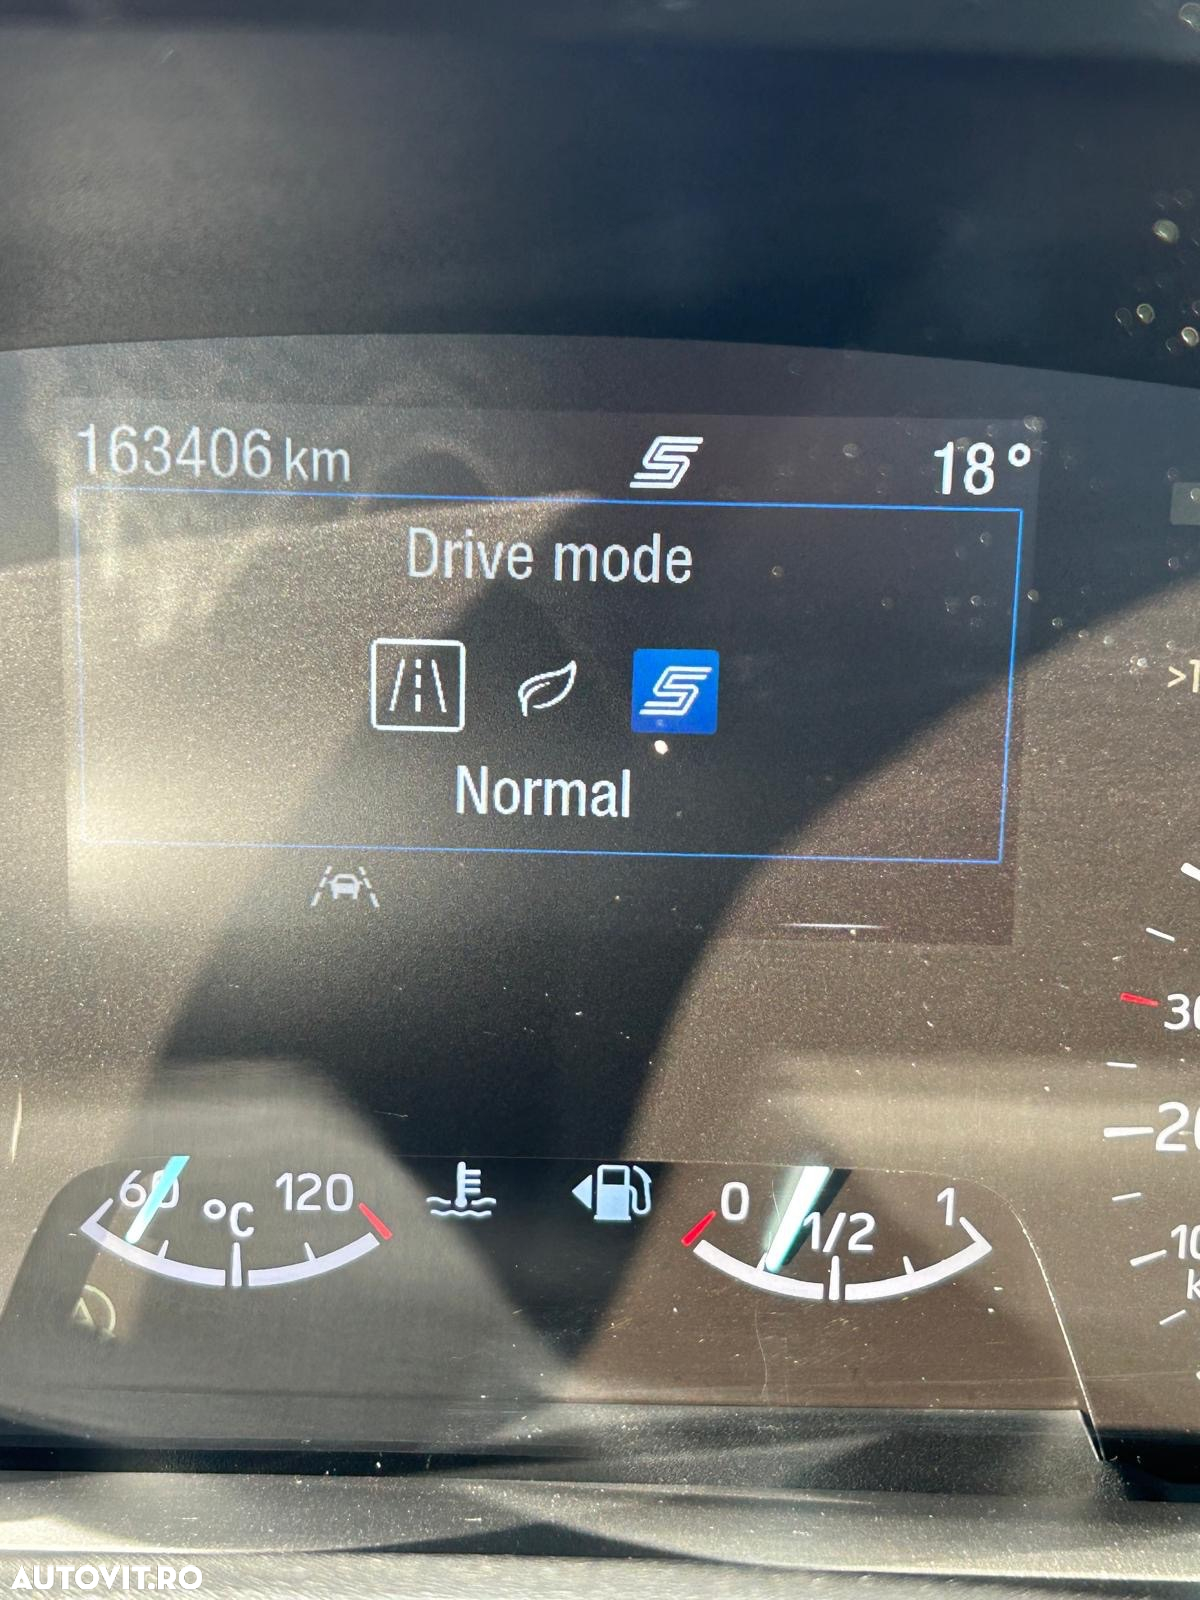 163406 km
18°
Drive mode
Normal
60
°C
120
0
1/2
1
AUTOVIT.RO